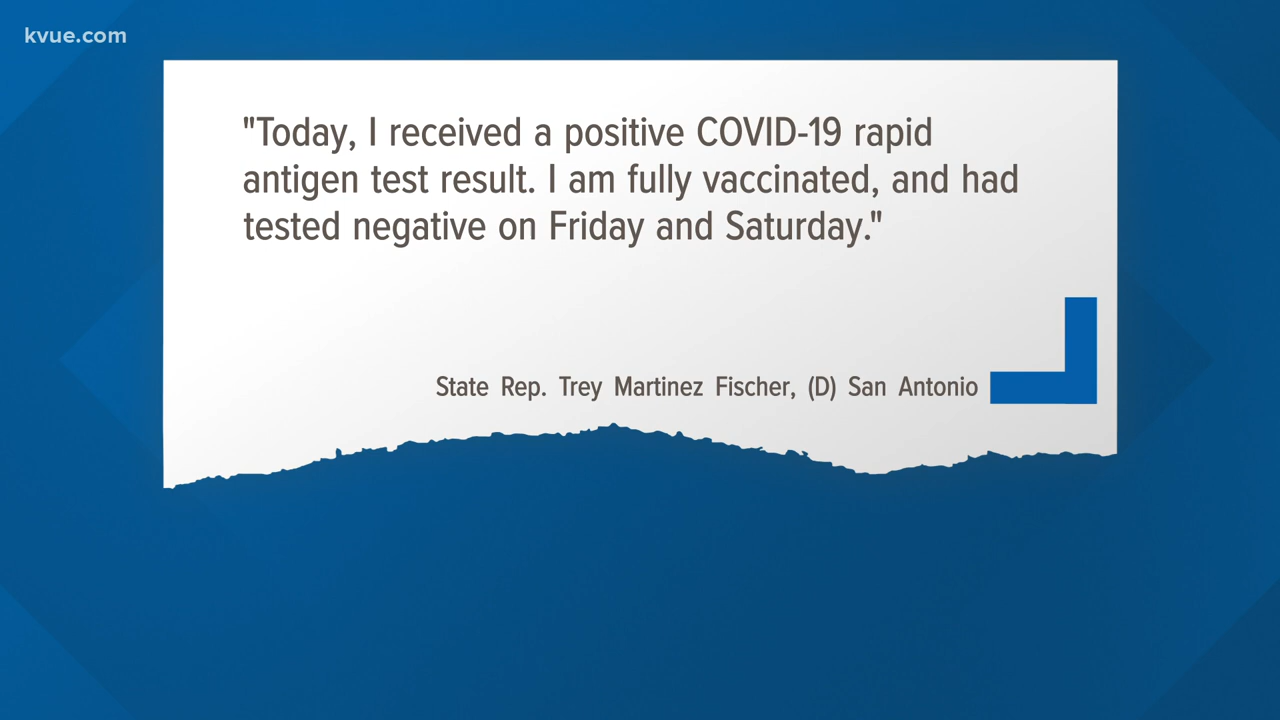 kvue.com
"Today, I received a positive COVID-19 rapid
antigen test result. I am fully vaccinated, and had
tested negative on Friday and Saturday."
State Rep. Trey Martinez Fischer, (D) San Antonio